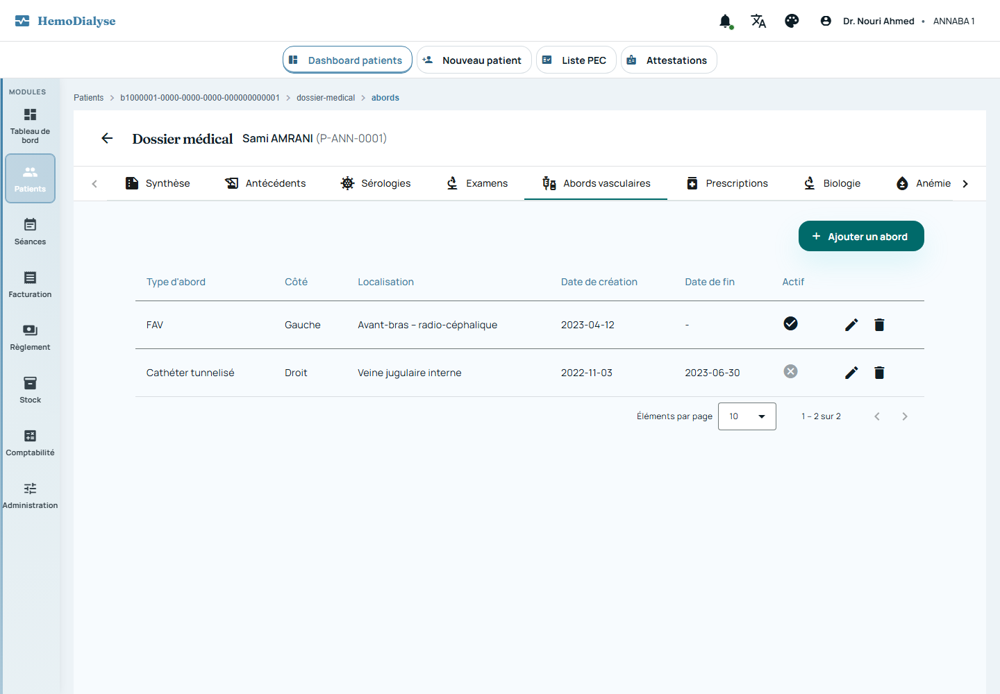 HemoDialyse
Dr. Nouri Ahmed • ANNABA 1
Dashboard patients
Nouveau patient
Liste PEC
Attestations
MODULES
Tableau de bord
Patients
Séances
Facturation
Règlement
Stock
Comptabilité
Administration
Patients > b1000001-0000-0000-0000-000000000001 > dossier-medical > abords
Dossier médical Sami AMRANI (P-ANN-0001)
Synthèse
Antécédents
Sérologies
Examens
Abords vasculaires
Prescriptions
Biologie
Anémie
+ Ajouter un abord
Type d'abord Côté Localisation Date de création Date de fin Actif
FAV Gauche Avant-bras – radio-céphalique 2023-04-12 -
Cathéter tunnelisé Droit Veine jugulaire interne 2022-11-03 2023-06-30
Éléments par page 10 1 – 2 sur 2